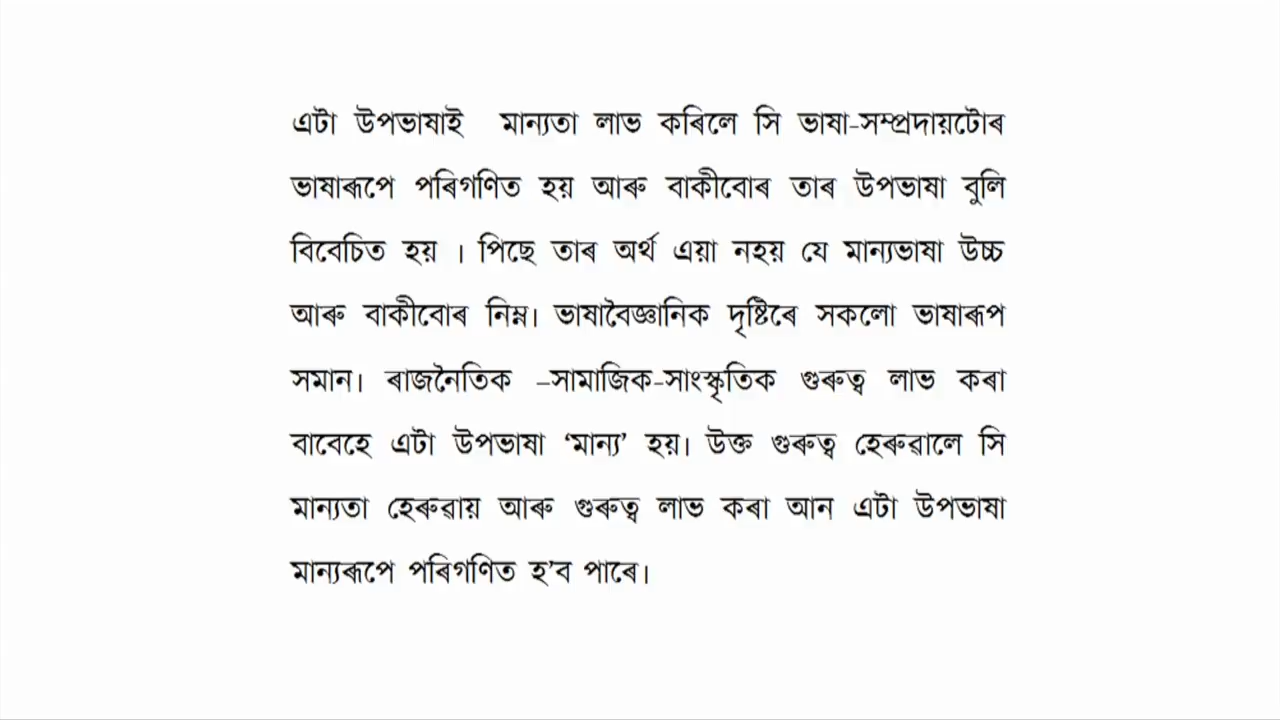 এটা উপভাষাই মান্যতা লাভ কৰিলে সি ভাষা-সম্প্ৰদায়টোৰ
ভাষাৰূপে পৰিগণিত হয় আৰু বাকীবোৰ তাৰ উপভাষা বুলি
বিবেচিত হয় । পিছে তাৰ অৰ্থ এয়া নহয় যে মান্যভাষা উচ্চ
আৰু বাকীবোৰ নিম্ন। ভাষাবৈজ্ঞানিক দৃষ্টিৰে সকলো ভাষাৰূপ
সমান। ৰাজনৈতিক –সামাজিক-সাংস্কৃতিক গুৰুত্ব লাভ কৰা
বাবেহে এটা উপভাষা ‘মান্য’ হয়। উক্ত গুৰুত্ব হেৰুৱালে সি
মান্যতা হেৰুৱায় আৰু গুৰুত্ব লাভ কৰা আন এটা উপভাষা
মান্যৰূপে পৰিগণিত হ’ব পাৰে।